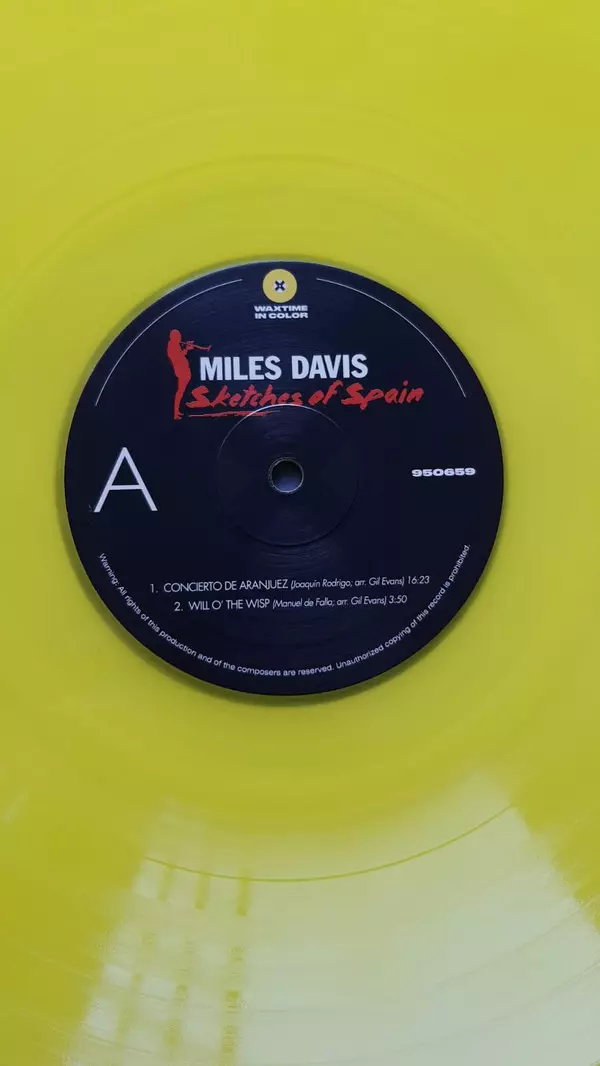 WAXTIME
IN COLOR
MILES DAVIS
Sketches of Spain
A
950659
1. CONCIERTO DE ARANJUEZ (Joaquín Rodrigo; arr. Gil Evans) 16:23
2. WILL O' THE WISP (Manuel de Falla; arr. Gil Evans) 3:50
Warning: All rights of this production and of the composers are reserved. Unauthorized copying of this record is prohibited.